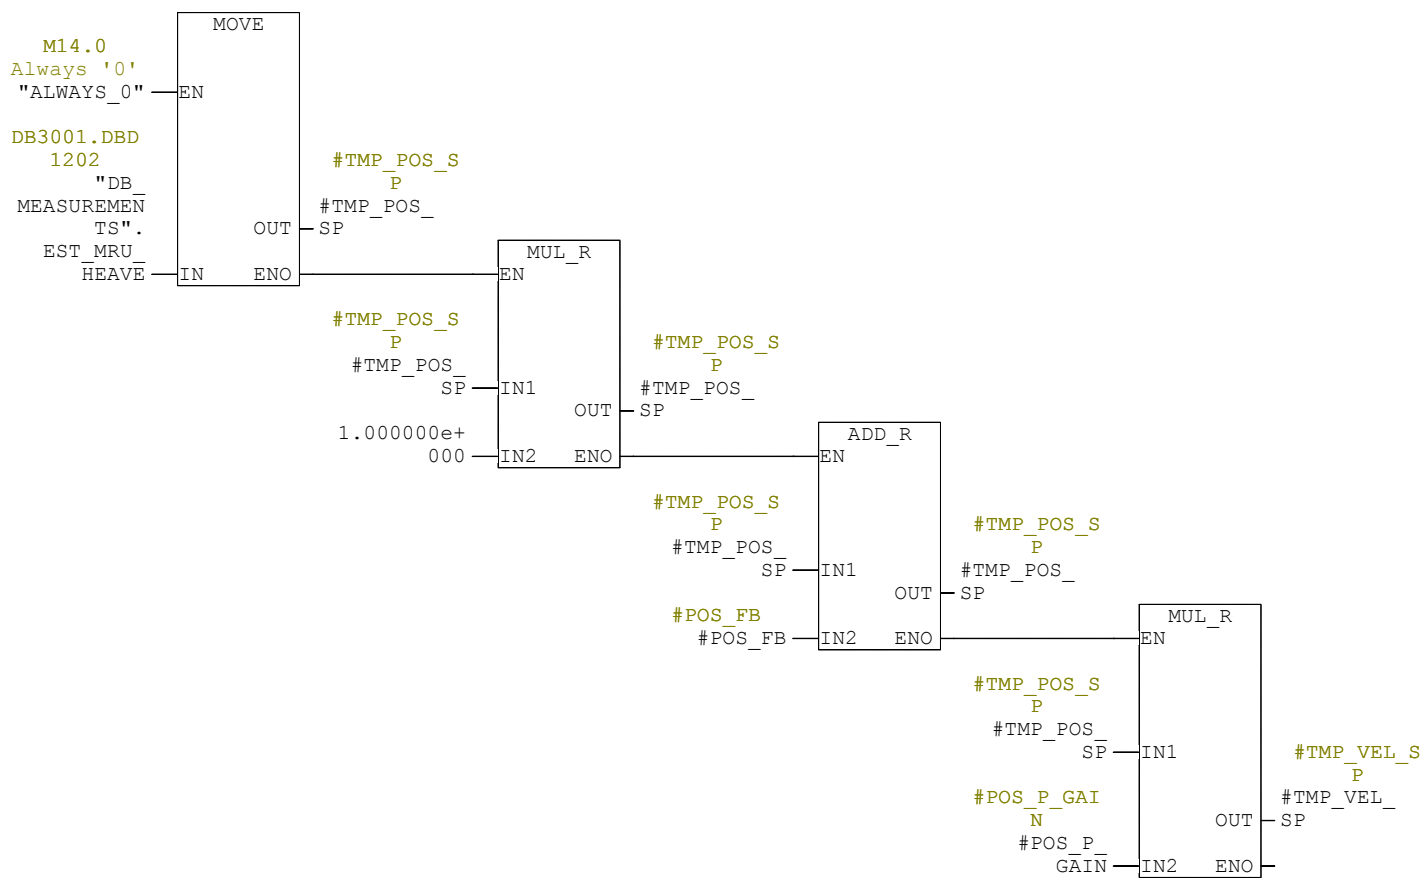 MOVE
M14.0
Always '0'
"ALWAYS_0"
EN
DB3001.DBD
1202
"DB_
MEASUREMEN
TS".
EST_MRU_
HEAVE
IN
#TMP_POS_S
P
#TMP_POS_
SP
OUT
ENO
MUL_R
EN
#TMP_POS_S
P
#TMP_POS_
SP
IN1
1.000000e+
000
IN2
#TMP_POS_S
P
#TMP_POS_
SP
OUT
ENO
ADD_R
EN
#TMP_POS_S
P
#TMP_POS_
SP
IN1
#POS_FB
#POS_FB
IN2
#TMP_POS_S
P
#TMP_POS_
SP
OUT
ENO
MUL_R
EN
#TMP_POS_S
P
#TMP_POS_
SP
IN1
#POS_P_GAI
N
#POS_P_
GAIN
IN2
#TMP_VEL_S
P
#TMP_VEL_
SP
OUT
ENO